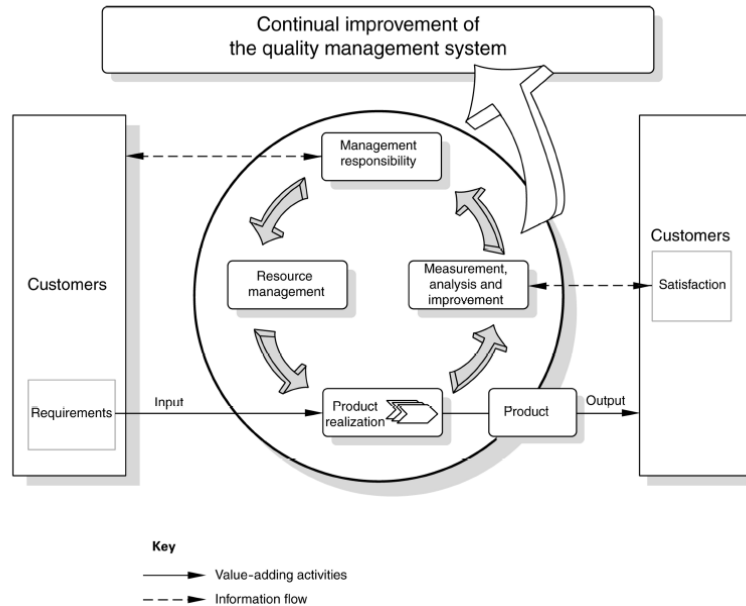 Continual improvement of
the quality management system
Management
responsibility
Customers
Customers
Resource
management
Measurement,
analysis and
improvement
Satisfaction
Requirements
Input
Product
realization
Product
Output
Key
Value-adding activities
Information flow